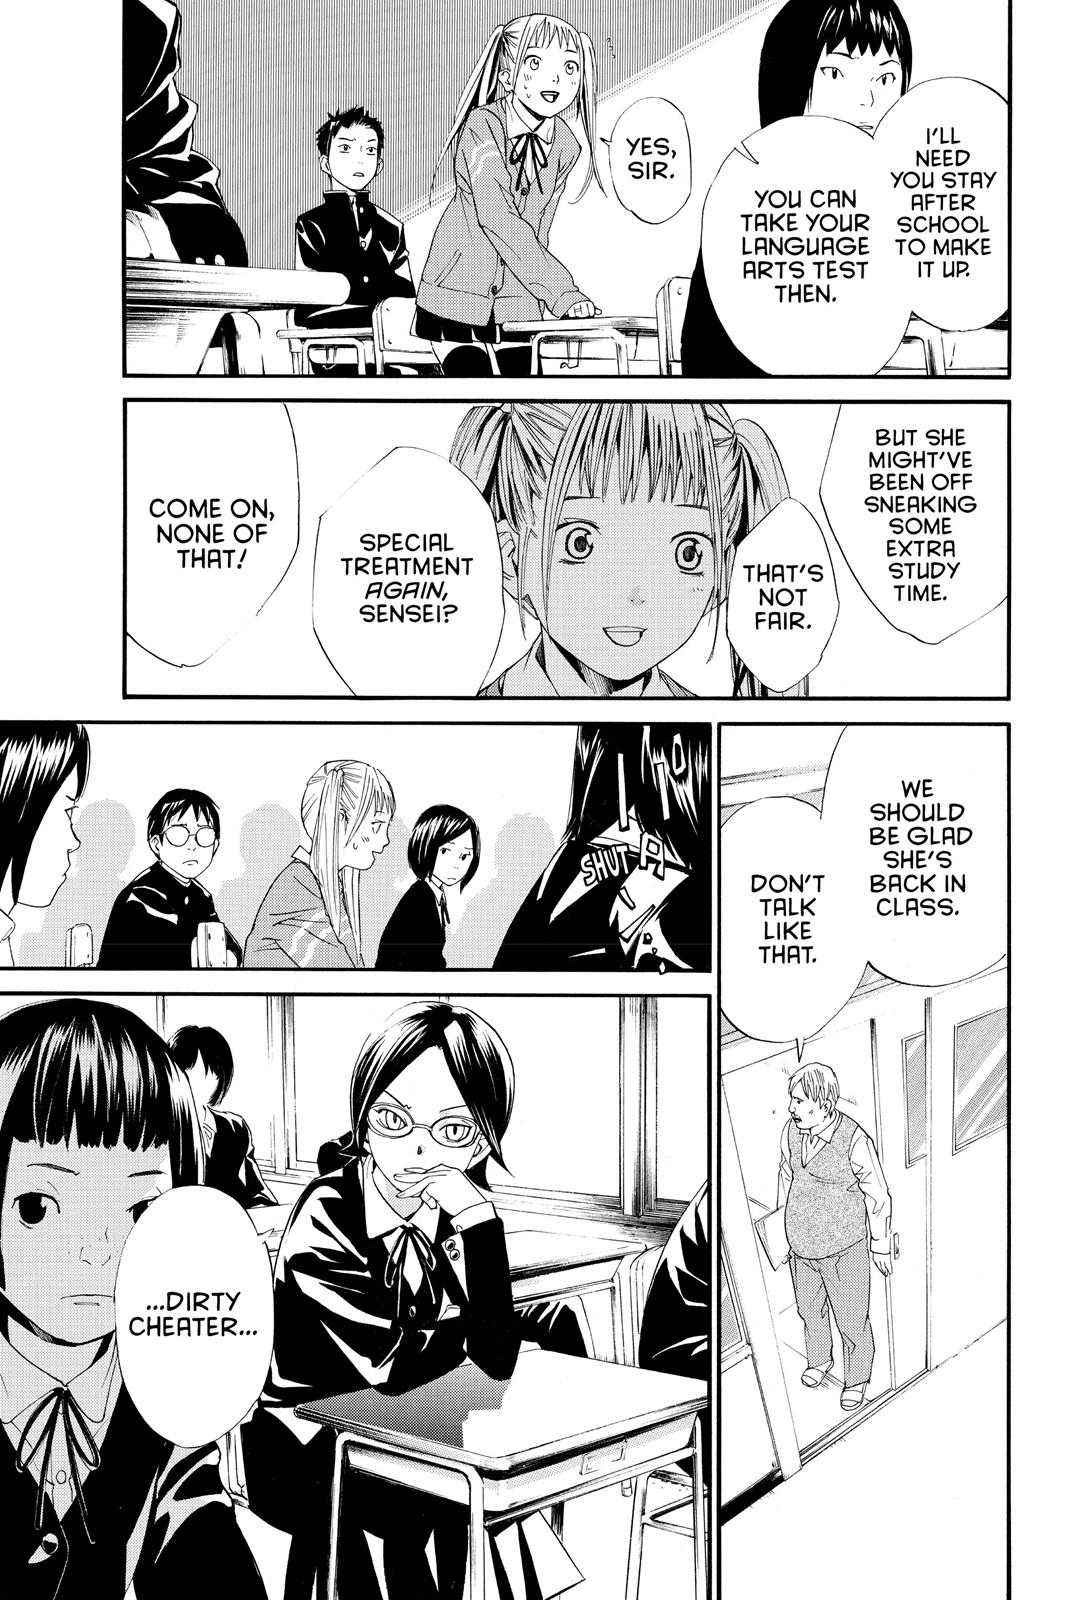 I'LL
NEED
YOU STAY
AFTER
SCHOOL
TO MAKE
IT UP.
YOU CAN
TAKE YOUR
LANGUAGE
ARTS TEST
THEN.
YES,
SIR.
BUT SHE
MIGHT'VE
BEEN OFF
SNEAKING
SOME
EXTRA
STUDY
TIME.
THAT'S
NOT
FAIR.
SPECIAL
TREATMENT
AGAIN,
SENSEI?
COME ON,
NONE OF
THAT!
WE
SHOULD
BE GLAD
SHE'S
BACK IN
CLASS.
DON'T
TALK
LIKE
THAT.
SHUT
...DIRTY
CHEATER...